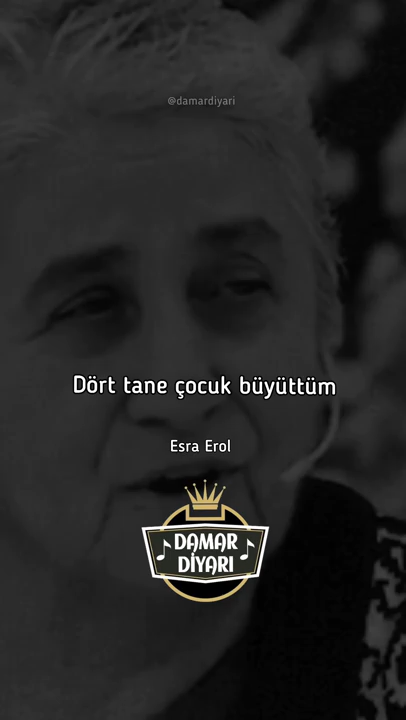 @damardiyari
Dört tane çocuk büyüttüm
Esra Erol
DAMAR
DİYARI